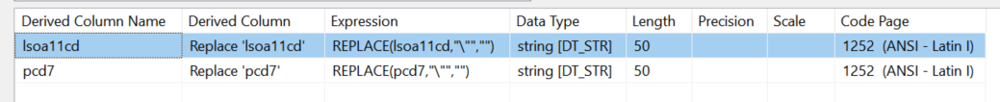 Derived Column Name Derived Column Expression Data Type Length Precision Scale Code Page
lsoa11cd Replace 'lsoa11cd' REPLACE(lsoa11cd,"\"","") string [DT_STR] 50 1252 (ANSI - Latin I)
pcd7 Replace 'pcd7' REPLACE(pcd7,"\"","") string [DT_STR] 50 1252 (ANSI - Latin I)